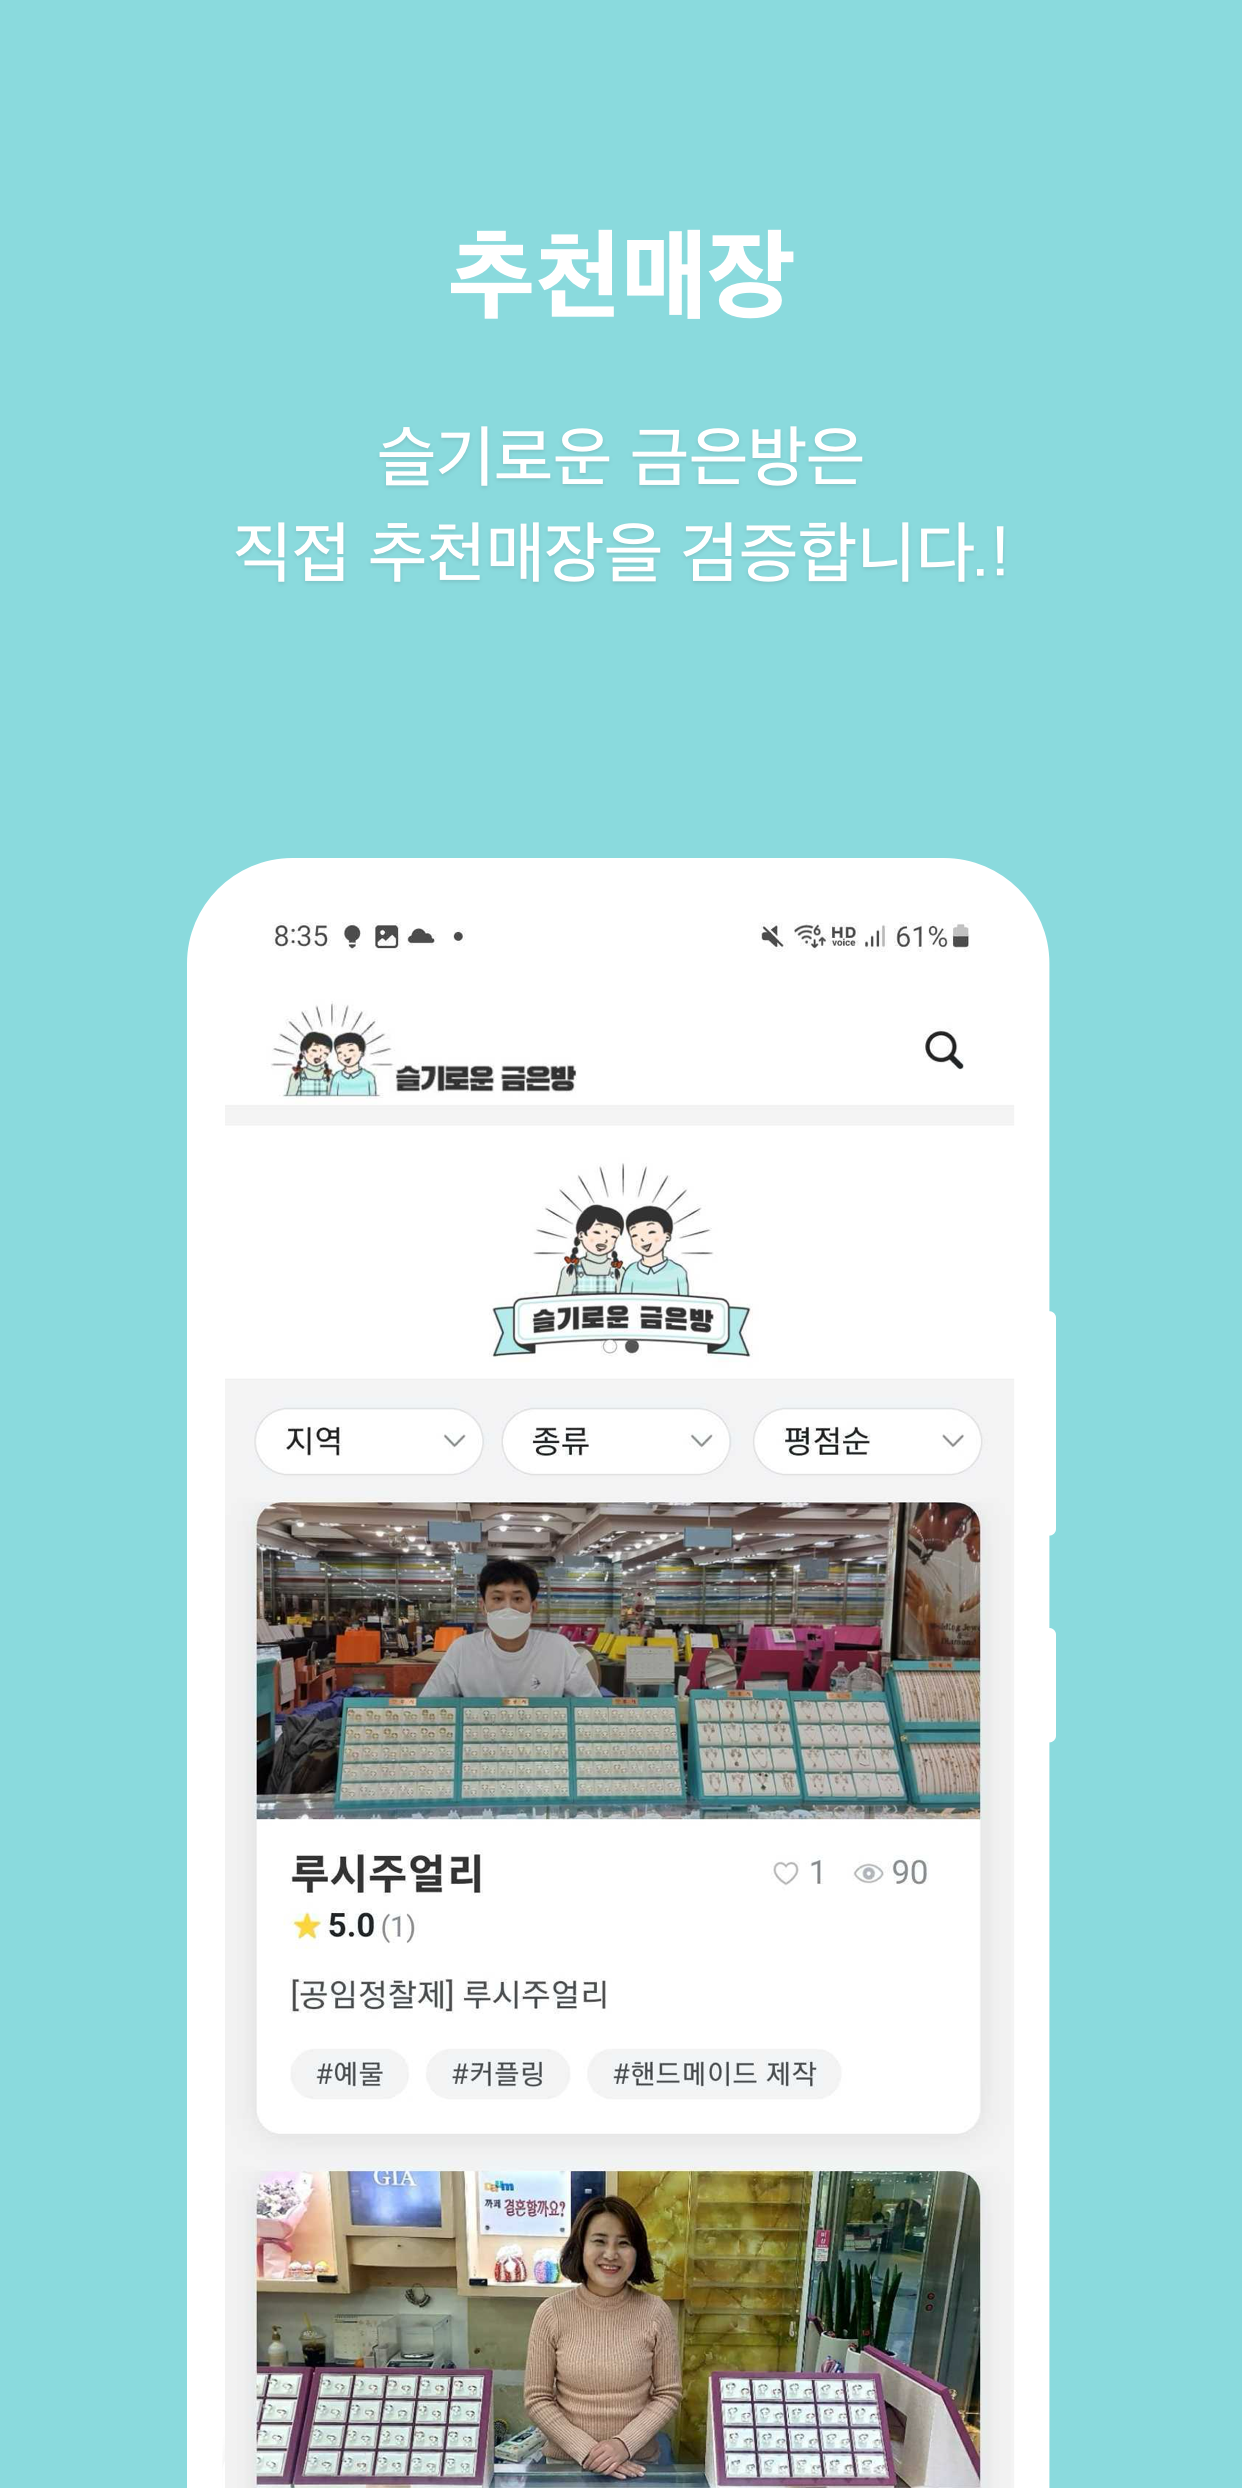 추천매장
슬기로운 금은방은
직접 추천매장을 검증합니다.!
8:35
HD voice 61%
슬기로운 금은방
슬기로운 금은방
지역
종류
평점순
루시주얼리
1 90
5.0 (1)
[공임정찰제] 루시주얼리
#예물 #커플링 #핸드메이드 제작
GIA
까페 결혼할까요?